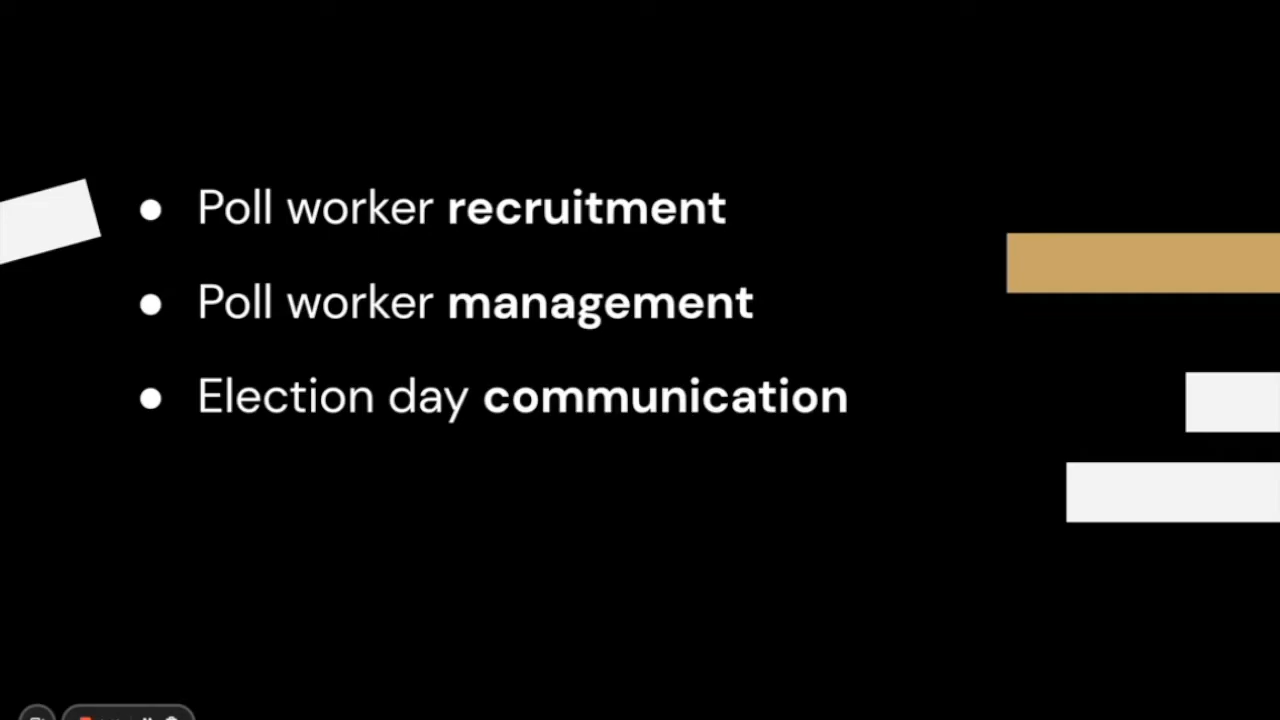 ● Poll worker recruitment
● Poll worker management
● Election day communication